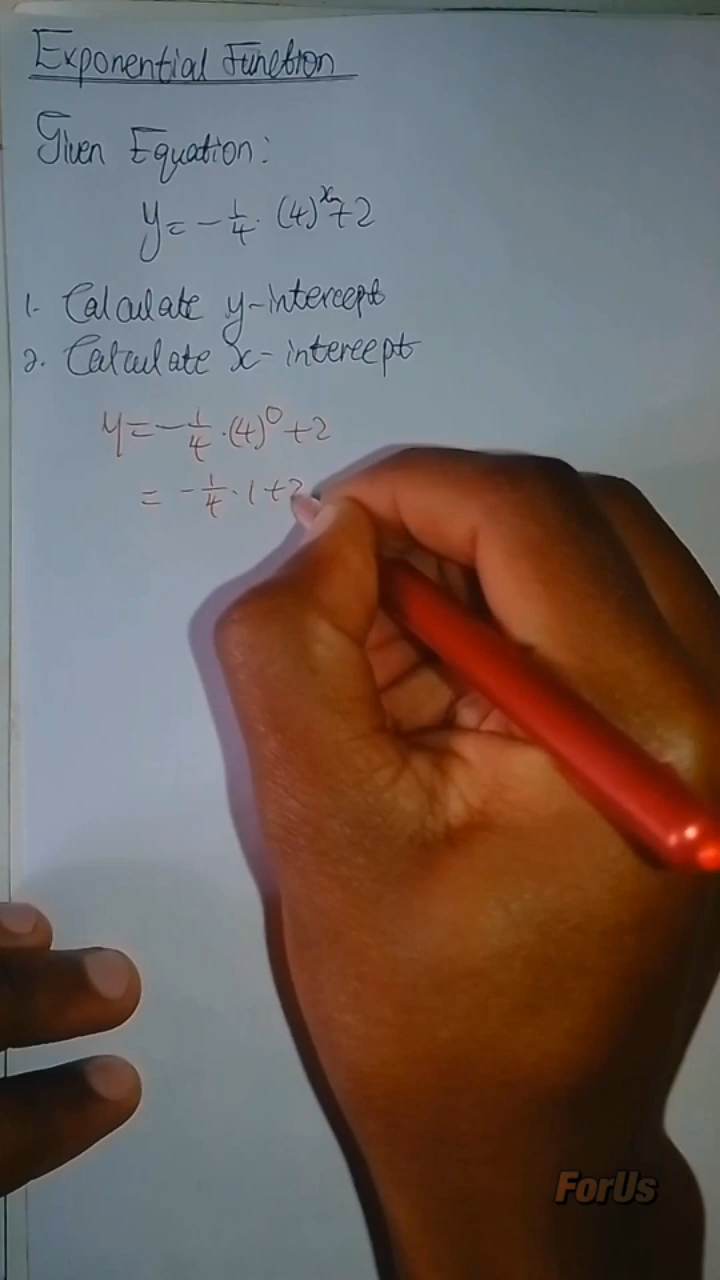 Exponential Function
Given Equation:
y = -1/4 · (4)^x + 2
1. Calculate y-intercept
2. Calculate x-intercept
y = -1/4 · (4)^0 + 2
= -1/4 · 1 + 2
ForUs